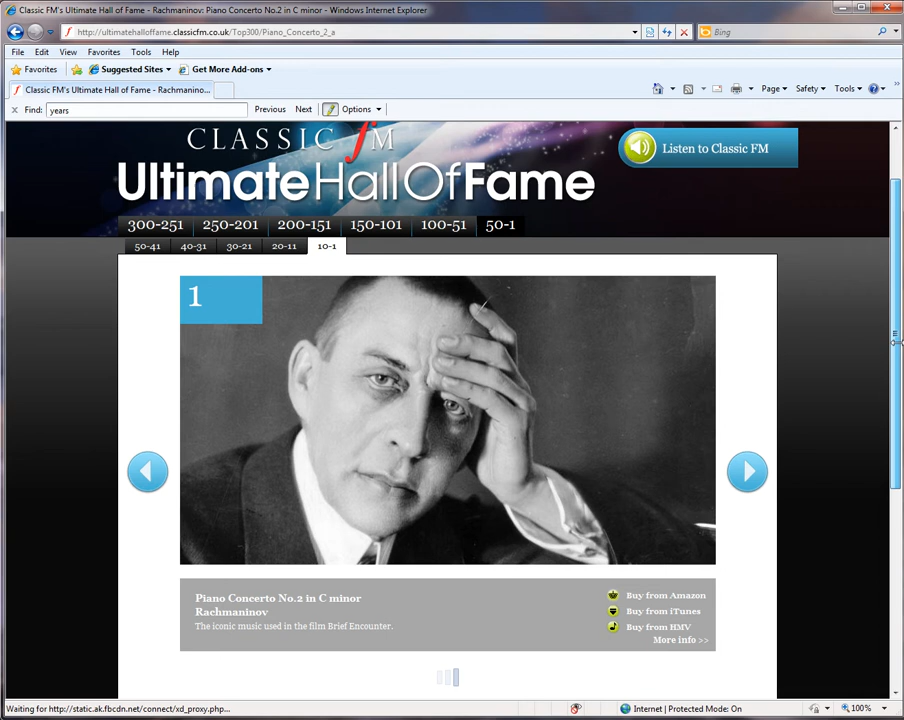 Classic FM's Ultimate Hall of Fame - Rachmaninov: Piano Concerto No.2 in C minor - Windows Internet Explorer
http://ultimatehalloffame.classicfm.co.uk/Top300/Piano_Concerto_2_a
Bing
File Edit View Favorites Tools Help
Favorites Suggested Sites Get More Add-ons
Classic FM's Ultimate Hall of Fame - Rachmanino...
Page Safety Tools
Find: years Previous Next Options
CLASSIC fM
UltimateHallOfFame
Listen to Classic FM
300-251 250-201 200-151 150-101 100-51 50-1
50-41 40-31 30-21 20-11 10-1
1
Piano Concerto No.2 in C minor
Rachmaninov
The iconic music used in the film Brief Encounter.
Buy from Amazon
Buy from iTunes
Buy from HMV
More info >>
Waiting for http://static.ak.fbcdn.net/connect/xd_proxy.php...
Internet | Protected Mode: On
100%